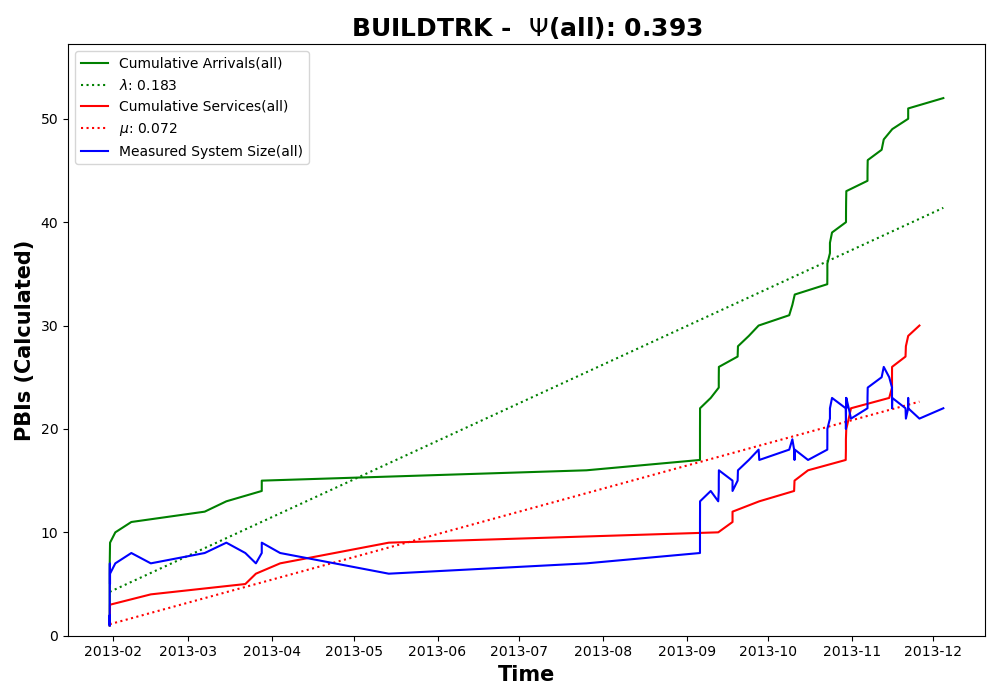 BUILDTRK - Ψ(all): 0.393
Cumulative Arrivals(all)
λ: 0.183
Cumulative Services(all)
μ: 0.072
Measured System Size(all)
PBIs (Calculated)
50
40
30
20
10
0
2013-02 2013-03 2013-04 2013-05 2013-06 2013-07 2013-08 2013-09 2013-10 2013-11 2013-12
Time